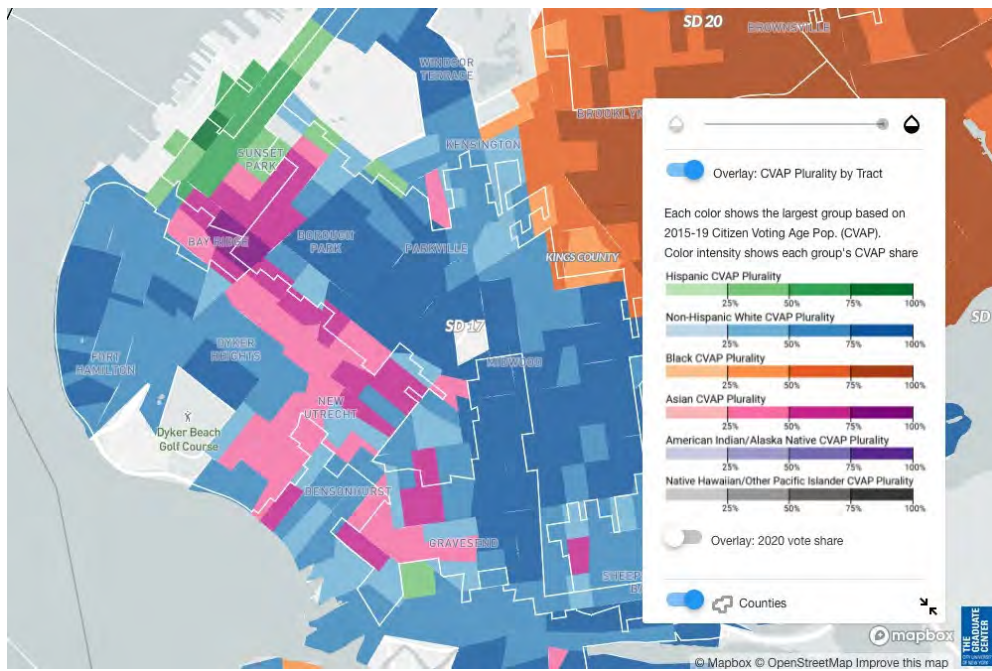 SD 20
BROWNSVILLE
WINDSOR
TERRACE
BROOKLYN
KENSINGTON
SUNSET
PARK
BAY RIDGE
BOROUGH
PARK
PARKVILLE
KINGS COUNTY
SD 17
SD
MIDWOOD
FORT
HAMILTON
DYKER
HEIGHTS
NEW
UTRECHT
Dyker Beach
Golf Course
BENSONHURST
GRAVESEND
SHEEP
Overlay: CVAP Plurality by Tract
Each color shows the largest group based on
2015-19 Citizen Voting Age Pop. (CVAP).
Color intensity shows each group's CVAP share
Hispanic CVAP Plurality
25% 50% 75% 100%
Non-Hispanic White CVAP Plurality
25% 50% 75% 100%
Black CVAP Plurality
25% 50% 75% 100%
Asian CVAP Plurality
25% 50% 75% 100%
American Indian/Alaska Native CVAP Plurality
25% 50% 75% 100%
Native Hawaiian/Other Pacific Islander CVAP Plurality
25% 50% 75% 100%
Overlay: 2020 vote share
Counties
mapbox
THE
GRADUATE
CENTER
© Mapbox © OpenStreetMap Improve this map